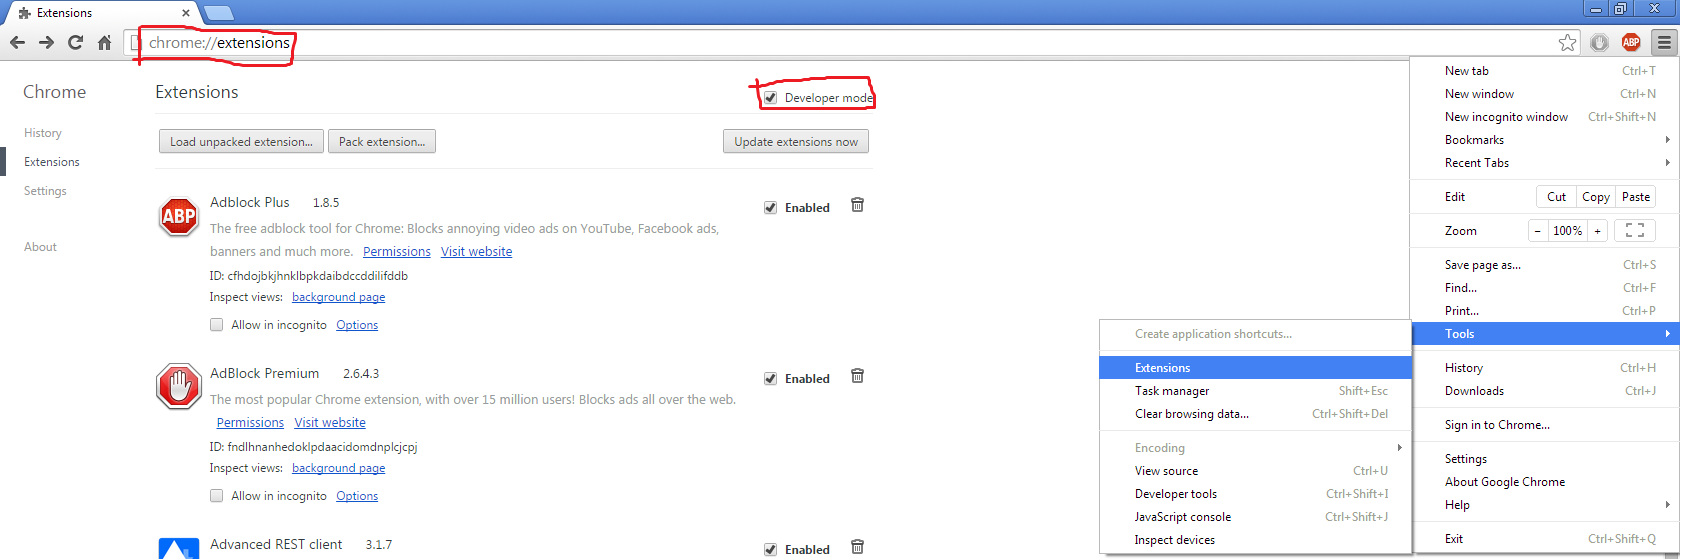 Extensions
chrome://extensions
ABP
Chrome
History
Extensions
Settings
About
Extensions
Developer mode
Load unpacked extension...
Pack extension...
Update extensions now
ABP
Adblock Plus 1.8.5
Enabled
The free adblock tool for Chrome: Blocks annoying video ads on YouTube, Facebook ads,
banners and much more. Permissions Visit website
ID: cfhdojbkjhnklbpkdaibdccddilifddb
Inspect views: background page
Allow in incognito Options
AdBlock Premium 2.6.4.3
Enabled
The most popular Chrome extension, with over 15 million users! Blocks ads all over the web.
Permissions Visit website
ID: fndlhnanhedoklpdaacidomdnplcjcpj
Inspect views: background page
Allow in incognito Options
Advanced REST client 3.1.7
Enabled
New tab Ctrl+T
New window Ctrl+N
New incognito window Ctrl+Shift+N
Bookmarks
Recent Tabs
Edit Cut Copy Paste
Zoom - 100% +
Save page as... Ctrl+S
Find... Ctrl+F
Print... Ctrl+P
Tools
History Ctrl+H
Downloads Ctrl+J
Sign in to Chrome...
Settings
About Google Chrome
Help
Exit Ctrl+Shift+Q
Create application shortcuts...
Extensions
Task manager Shift+Esc
Clear browsing data... Ctrl+Shift+Del
Encoding
View source Ctrl+U
Developer tools Ctrl+Shift+I
JavaScript console Ctrl+Shift+J
Inspect devices